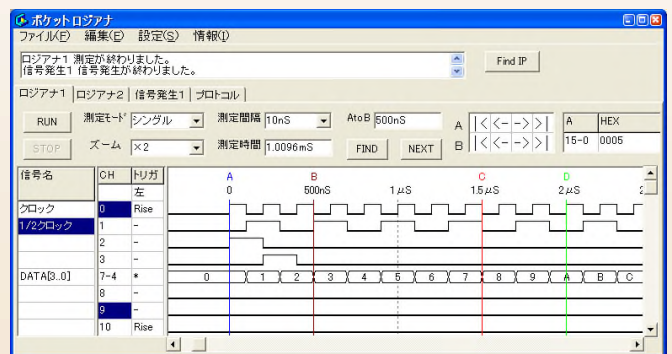 ポケットロジアナ
ファイル(F) 編集(E) 設定(S) 情報(I)
ロジアナ1 測定が終わりました。
信号発生1 信号発生が終わりました。
Find IP
ロジアナ1 ロジアナ2 信号発生1 プロトコル
RUN 測定モード シングル 測定間隔 10nS AtoB 500nS A |< <- -> >| A HEX
STOP ズーム ×2 測定時間 1.0096mS FIND NEXT B |< <- -> >| 15-0 0005
信号名 CH トリガ A B C D
左 0 500nS 1μS 1.5μS 2μS 2
クロック 0 Rise
1/2クロック 1 -
2 -
3 -
DATA[3..0] 7-4 * 0 1 2 3 4 5 6 7 8 9 A B C
8 -
9 -
10 Rise